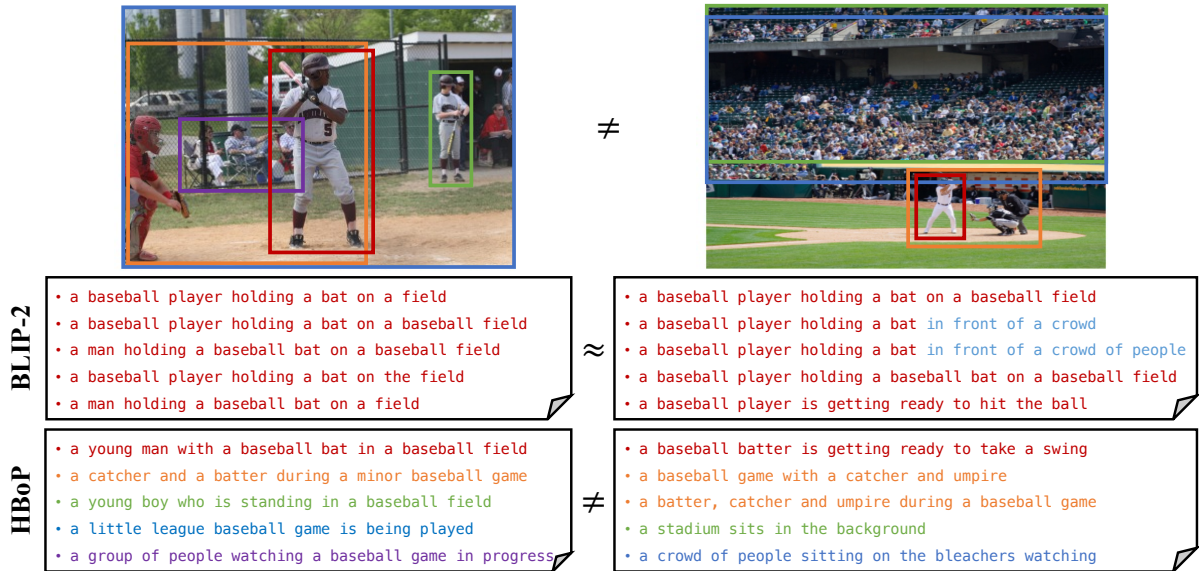 5
≠
BLIP-2
• a baseball player holding a bat on a field
• a baseball player holding a bat on a baseball field
• a man holding a baseball bat on a baseball field
• a baseball player holding a bat on the field
• a man holding a baseball bat on a field
≈
• a baseball player holding a bat on a baseball field
• a baseball player holding a bat in front of a crowd
• a baseball player holding a bat in front of a crowd of people
• a baseball player holding a baseball bat on a baseball field
• a baseball player is getting ready to hit the ball
HBoP
• a young man with a baseball bat in a baseball field
• a catcher and a batter during a minor baseball game
• a young boy who is standing in a baseball field
• a little league baseball game is being played
• a group of people watching a baseball game in progress
≠
• a baseball batter is getting ready to take a swing
• a baseball game with a catcher and umpire
• a batter, catcher and umpire during a baseball game
• a stadium sits in the background
• a crowd of people sitting on the bleachers watching